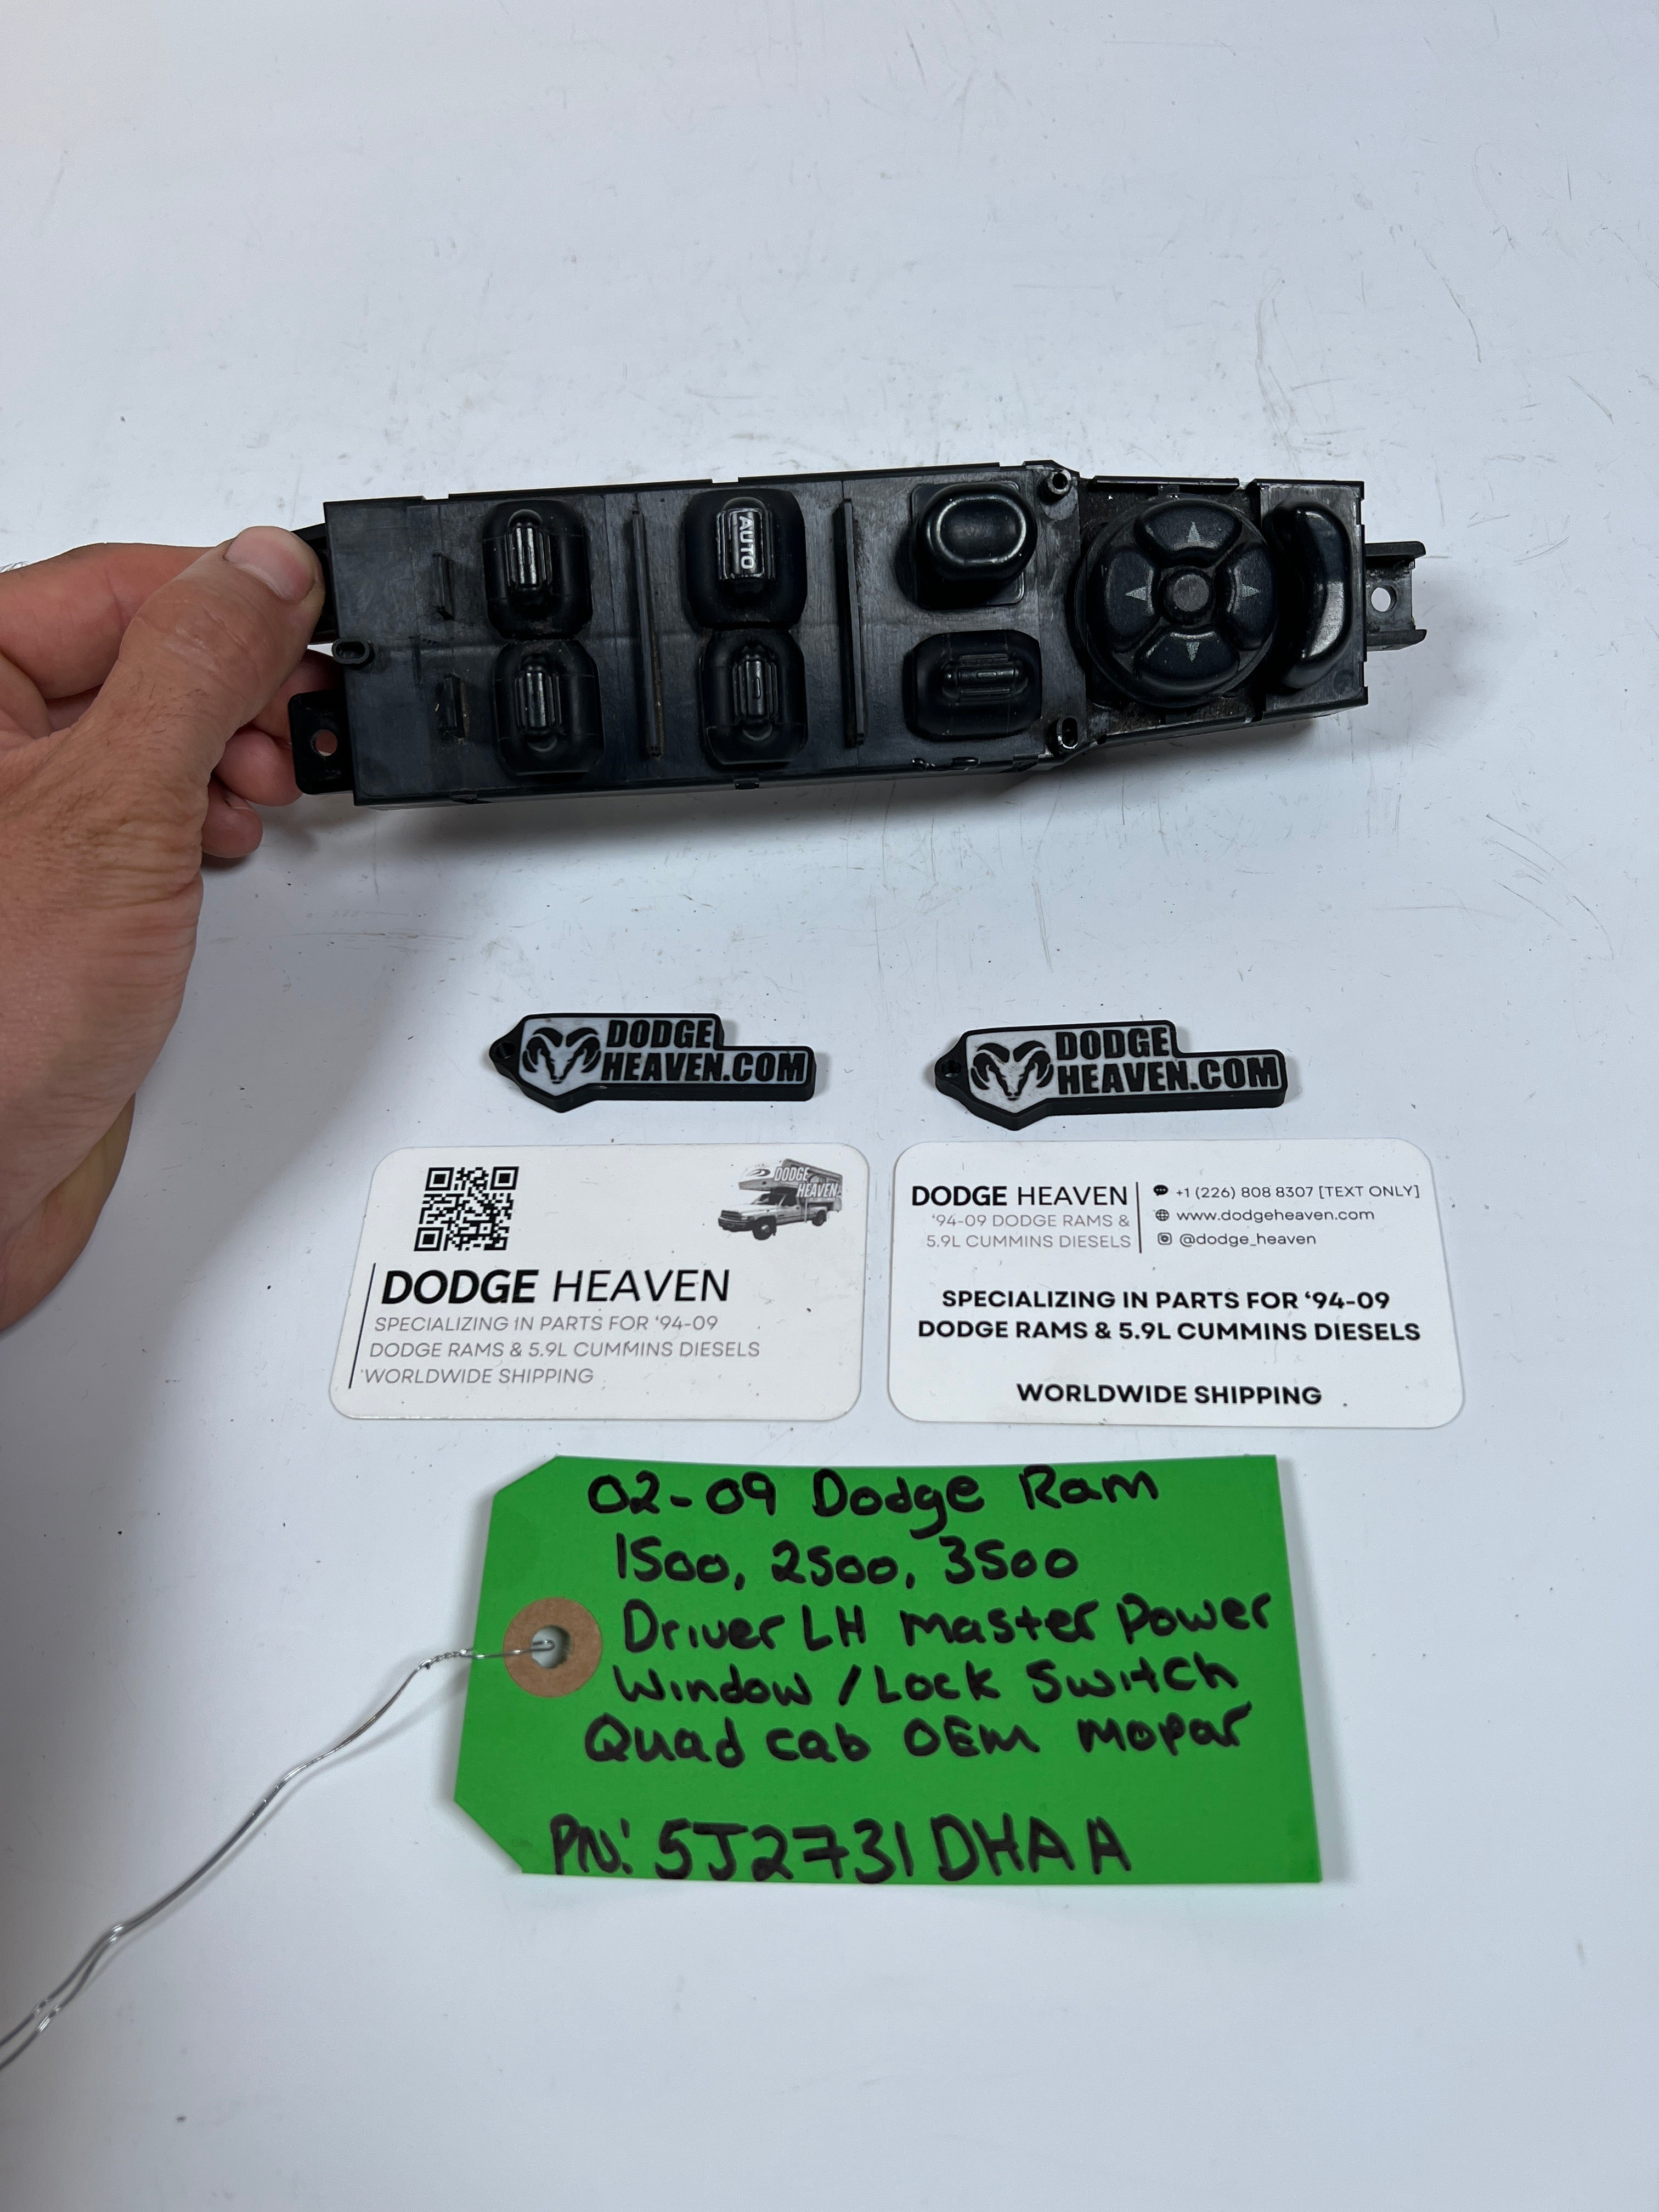 AUTO
DODGE
HEAVEN.COM
DODGE
HEAVEN.COM
DODGE
HEAVEN
DODGE HEAVEN
SPECIALIZING IN PARTS FOR ‘94-09
DODGE RAMS & 5.9L CUMMINS DIESELS
WORLDWIDE SHIPPING
DODGE HEAVEN
‘94-09 DODGE RAMS &
5.9L CUMMINS DIESELS
+1 (226) 808 8307 [TEXT ONLY]
www.dodgeheaven.com
@dodge_heaven
SPECIALIZING IN PARTS FOR ‘94-09
DODGE RAMS & 5.9L CUMMINS DIESELS
WORLDWIDE SHIPPING
02-09 Dodge Ram
1500, 2500, 3500
Driver LH Master Power
Window / Lock Switch
Quad cab OEM Mopar
PN: 5J2731DHAA